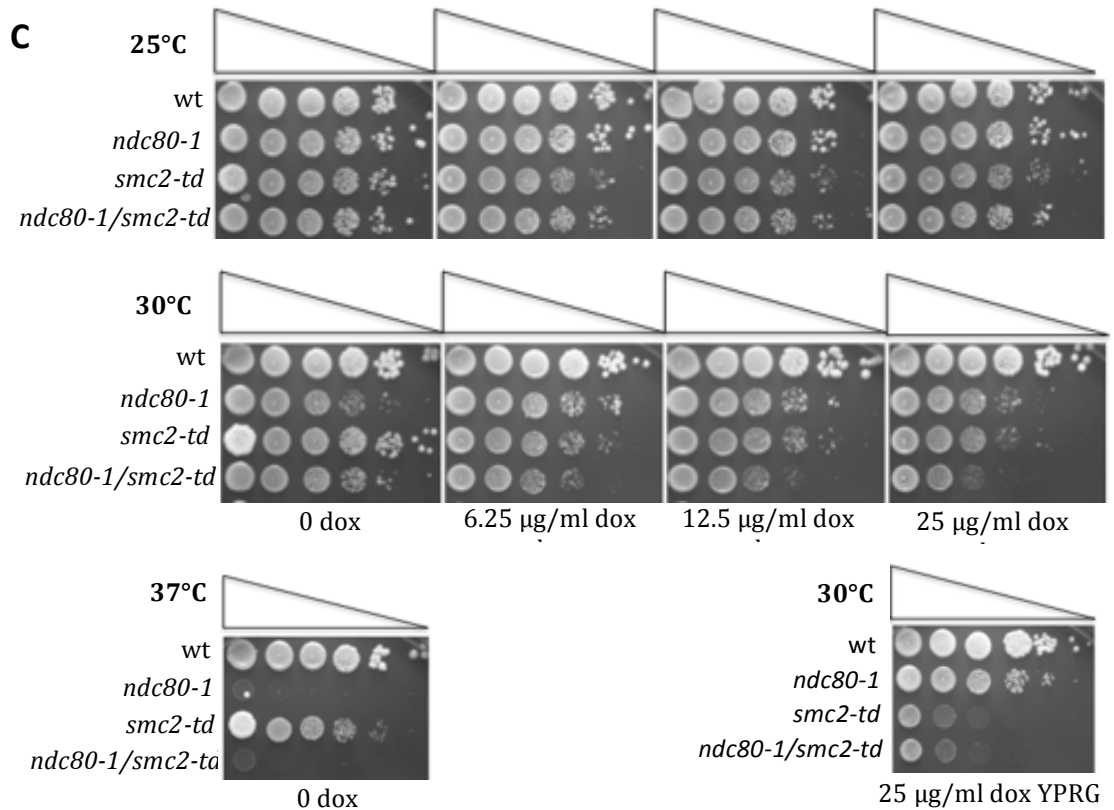 C
25°C
wt
ndc80-1
smc2-td
ndc80-1/smc2-td
30°C
wt
ndc80-1
smc2-td
ndc80-1/smc2-td
0 dox
6.25 µg/ml dox
12.5 µg/ml dox
25 µg/ml dox
37°C
wt
ndc80-1
smc2-td
ndc80-1/smc2-td
0 dox
30°C
wt
ndc80-1
smc2-td
ndc80-1/smc2-td
25 µg/ml dox YPRG